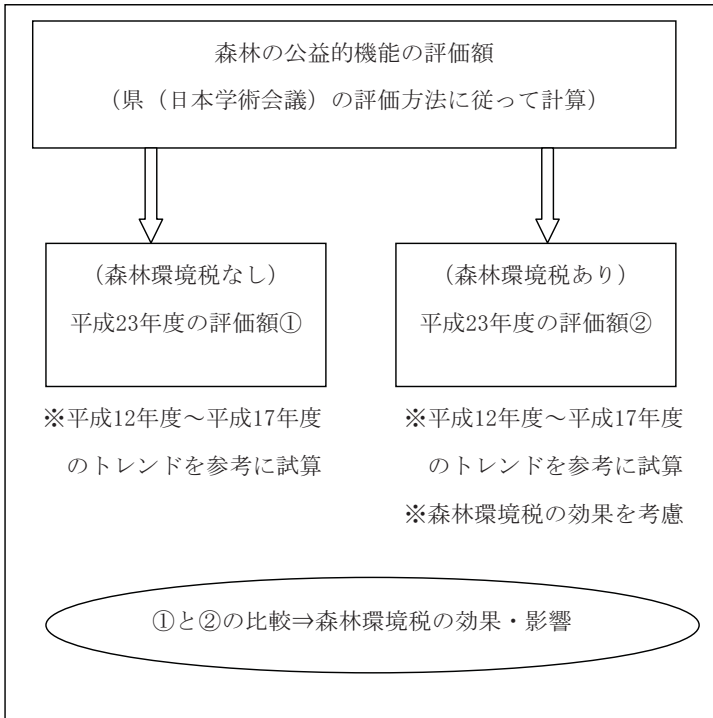 森林の公益的機能の評価額
（県（日本学術会議）の評価方法に従って計算）
（森林環境税なし）
平成23年度の評価額①
※平成12年度～平成17年度
のトレンドを参考に試算
（森林環境税あり）
平成23年度の評価額②
※平成12年度～平成17年度
のトレンドを参考に試算
※森林環境税の効果を考慮
①と②の比較⇒森林環境税の効果・影響